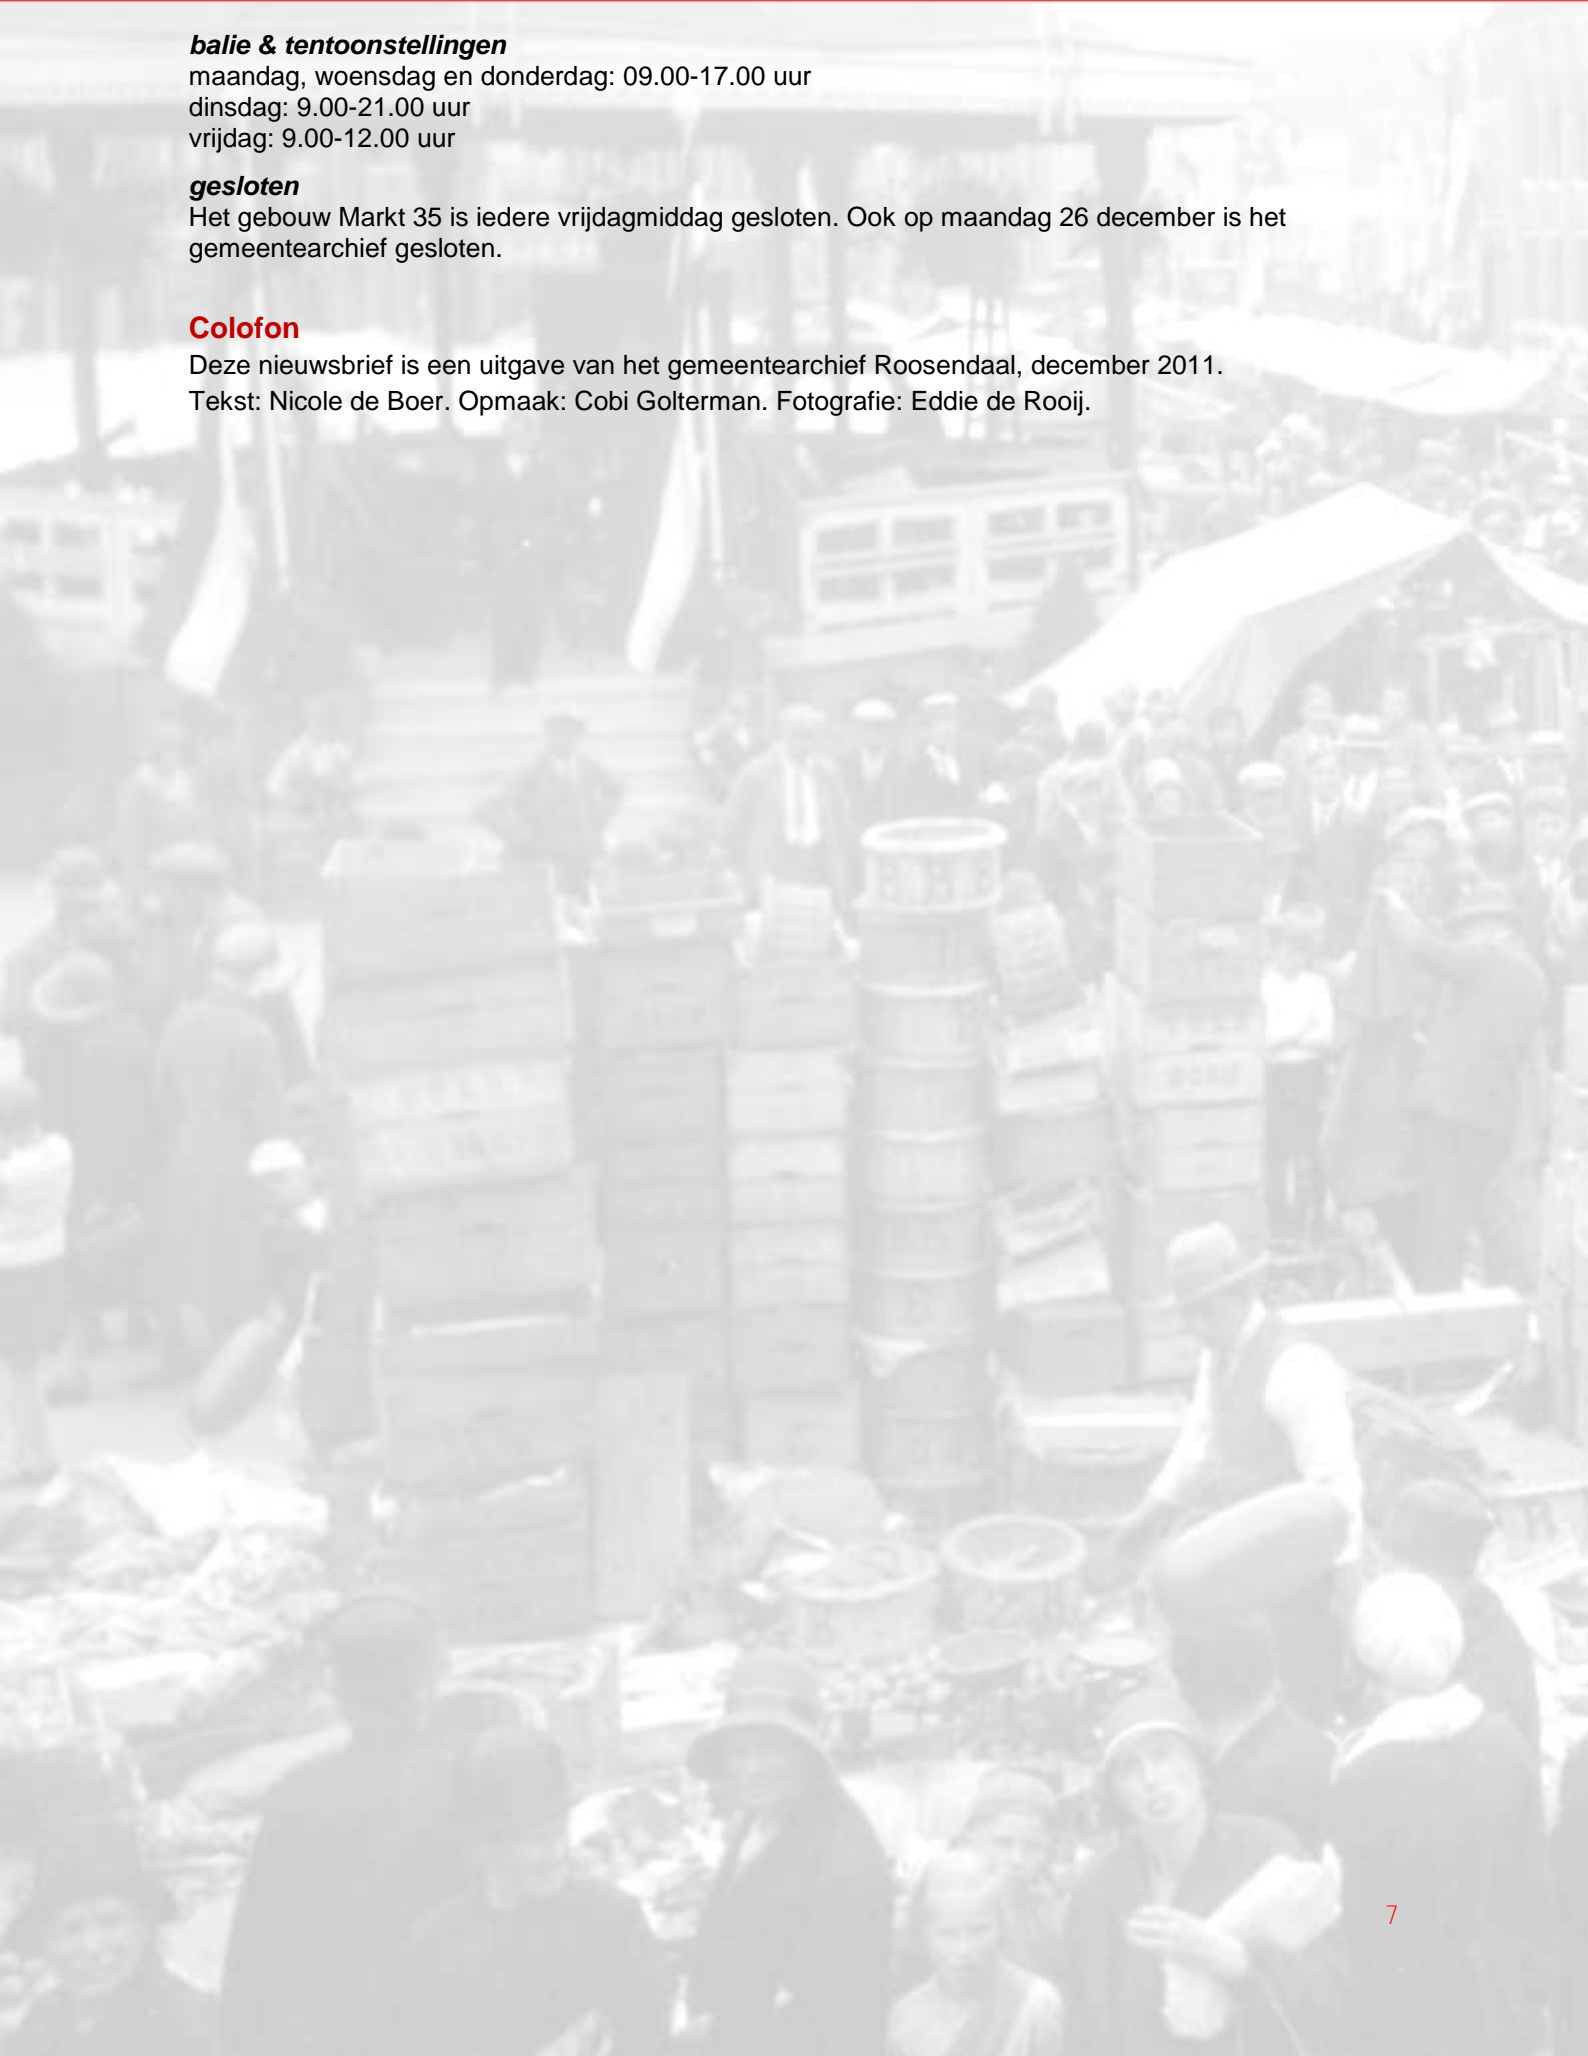 balie & tentoonstellingen
maandag, woensdag en donderdag: 09.00-17.00 uur
dinsdag: 9.00-21.00 uur
vrijdag: 9.00-12.00 uur
gesloten
Het gebouw Markt 35 is iedere vrijdagmiddag gesloten. Ook op maandag 26 december is het
gemeentearchief gesloten.
Colofon
Deze nieuwsbrief is een uitgave van het gemeentearchief Roosendaal, december 2011.
Tekst: Nicole de Boer. Opmaak: Cobi Golterman. Fotografie: Eddie de Rooij.
7